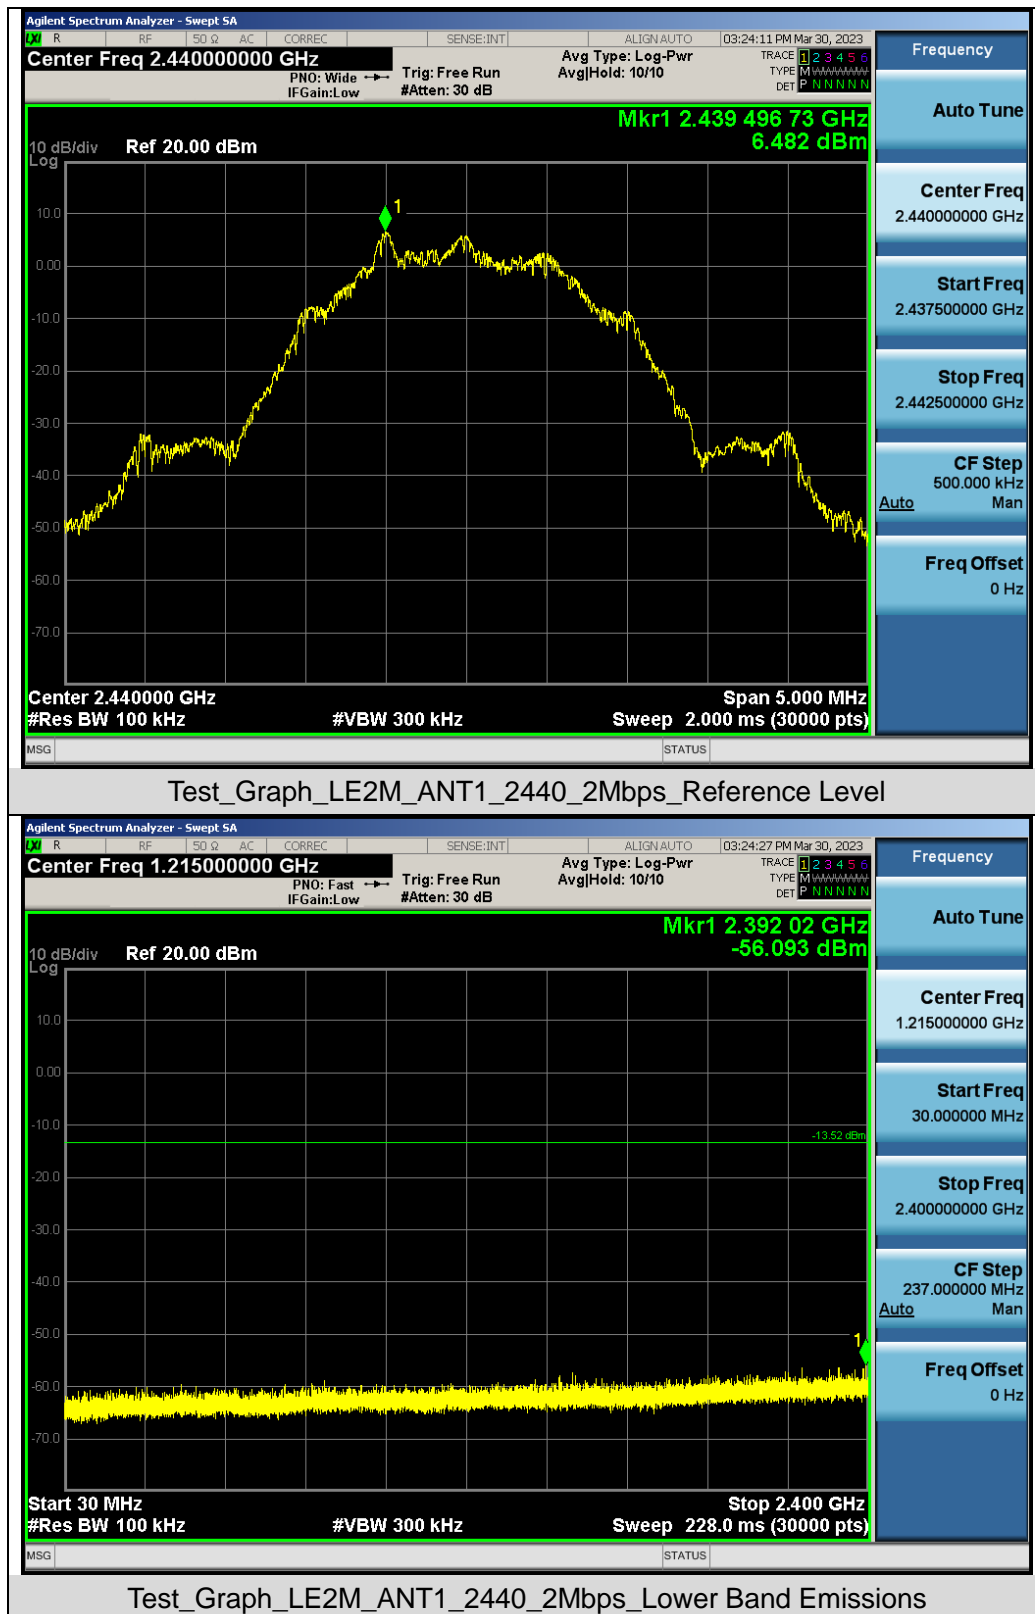 Agilent Spectrum Analyzer - Swept SA
LXI R RF 50 Ω AC CORREC SENSE:INT ALIGN AUTO 03:24:11 PM Mar 30, 2023
Center Freq 2.440000000 GHz
PNO: Wide
IFGain:Low
Trig: Free Run
#Atten: 30 dB
Avg Type: Log-Pwr
Avg|Hold: 10/10
TRACE 1 2 3 4 5 6
TYPE M
DET P N N N N N
Mkr1 2.439 496 73 GHz
6.482 dBm
10 dB/div Ref 20.00 dBm
Log
1
10.0
0.00
-10.0
-20.0
-30.0
-40.0
-50.0
-60.0
-70.0
Center 2.440000 GHz Span 5.000 MHz
#Res BW 100 kHz #VBW 300 kHz Sweep 2.000 ms (30000 pts)
MSG STATUS
Frequency
Auto Tune
Center Freq
2.440000000 GHz
Start Freq
2.437500000 GHz
Stop Freq
2.442500000 GHz
CF Step
500.000 kHz
Auto Man
Freq Offset
0 Hz
Test_Graph_LE2M_ANT1_2440_2Mbps_Reference Level
Agilent Spectrum Analyzer - Swept SA
LXI R RF 50 Ω AC CORREC SENSE:INT ALIGN AUTO 03:24:27 PM Mar 30, 2023
Center Freq 1.215000000 GHz
PNO: Fast
IFGain:Low
Trig: Free Run
#Atten: 30 dB
Avg Type: Log-Pwr
Avg|Hold: 10/10
TRACE 1 2 3 4 5 6
TYPE M
DET P N N N N N
Mkr1 2.392 02 GHz
-56.093 dBm
10 dB/div Ref 20.00 dBm
Log
10.0
0.00
-10.0
-13.52 dBm
-20.0
-30.0
-40.0
-50.0
1
-60.0
-70.0
Start 30 MHz Stop 2.400 GHz
#Res BW 100 kHz #VBW 300 kHz Sweep 228.0 ms (30000 pts)
MSG STATUS
Frequency
Auto Tune
Center Freq
1.215000000 GHz
Start Freq
30.000000 MHz
Stop Freq
2.400000000 GHz
CF Step
237.000000 MHz
Auto Man
Freq Offset
0 Hz
Test_Graph_LE2M_ANT1_2440_2Mbps_Lower Band Emissions